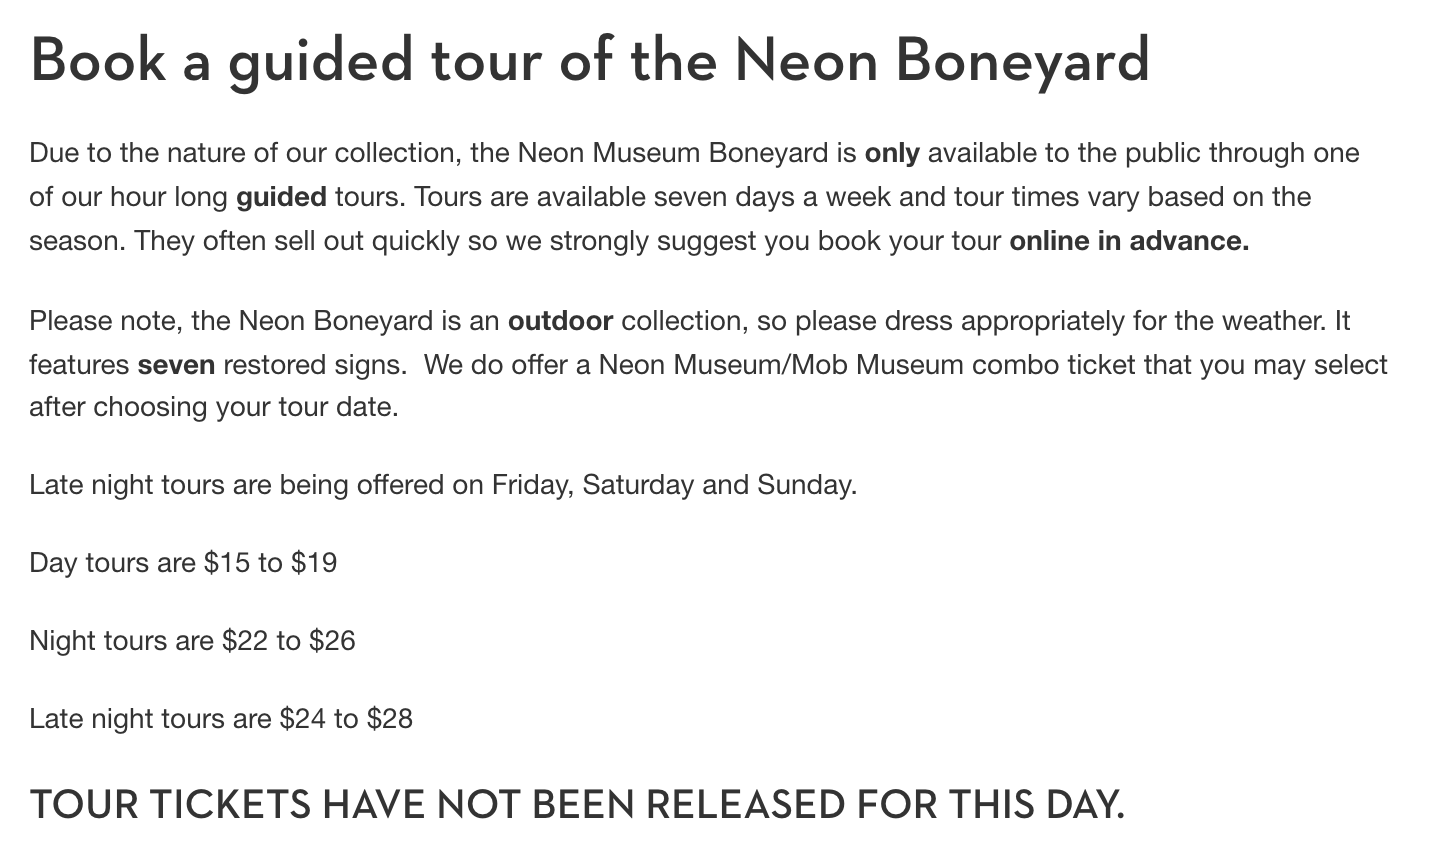 Book a guided tour of the Neon Boneyard
Due to the nature of our collection, the Neon Museum Boneyard is only available to the public through one
of our hour long guided tours. Tours are available seven days a week and tour times vary based on the
season. They often sell out quickly so we strongly suggest you book your tour online in advance.
Please note, the Neon Boneyard is an outdoor collection, so please dress appropriately for the weather. It
features seven restored signs.  We do offer a Neon Museum/Mob Museum combo ticket that you may select
after choosing your tour date.
Late night tours are being offered on Friday, Saturday and Sunday.
Day tours are $15 to $19
Night tours are $22 to $26
Late night tours are $24 to $28
TOUR TICKETS HAVE NOT BEEN RELEASED FOR THIS DAY.